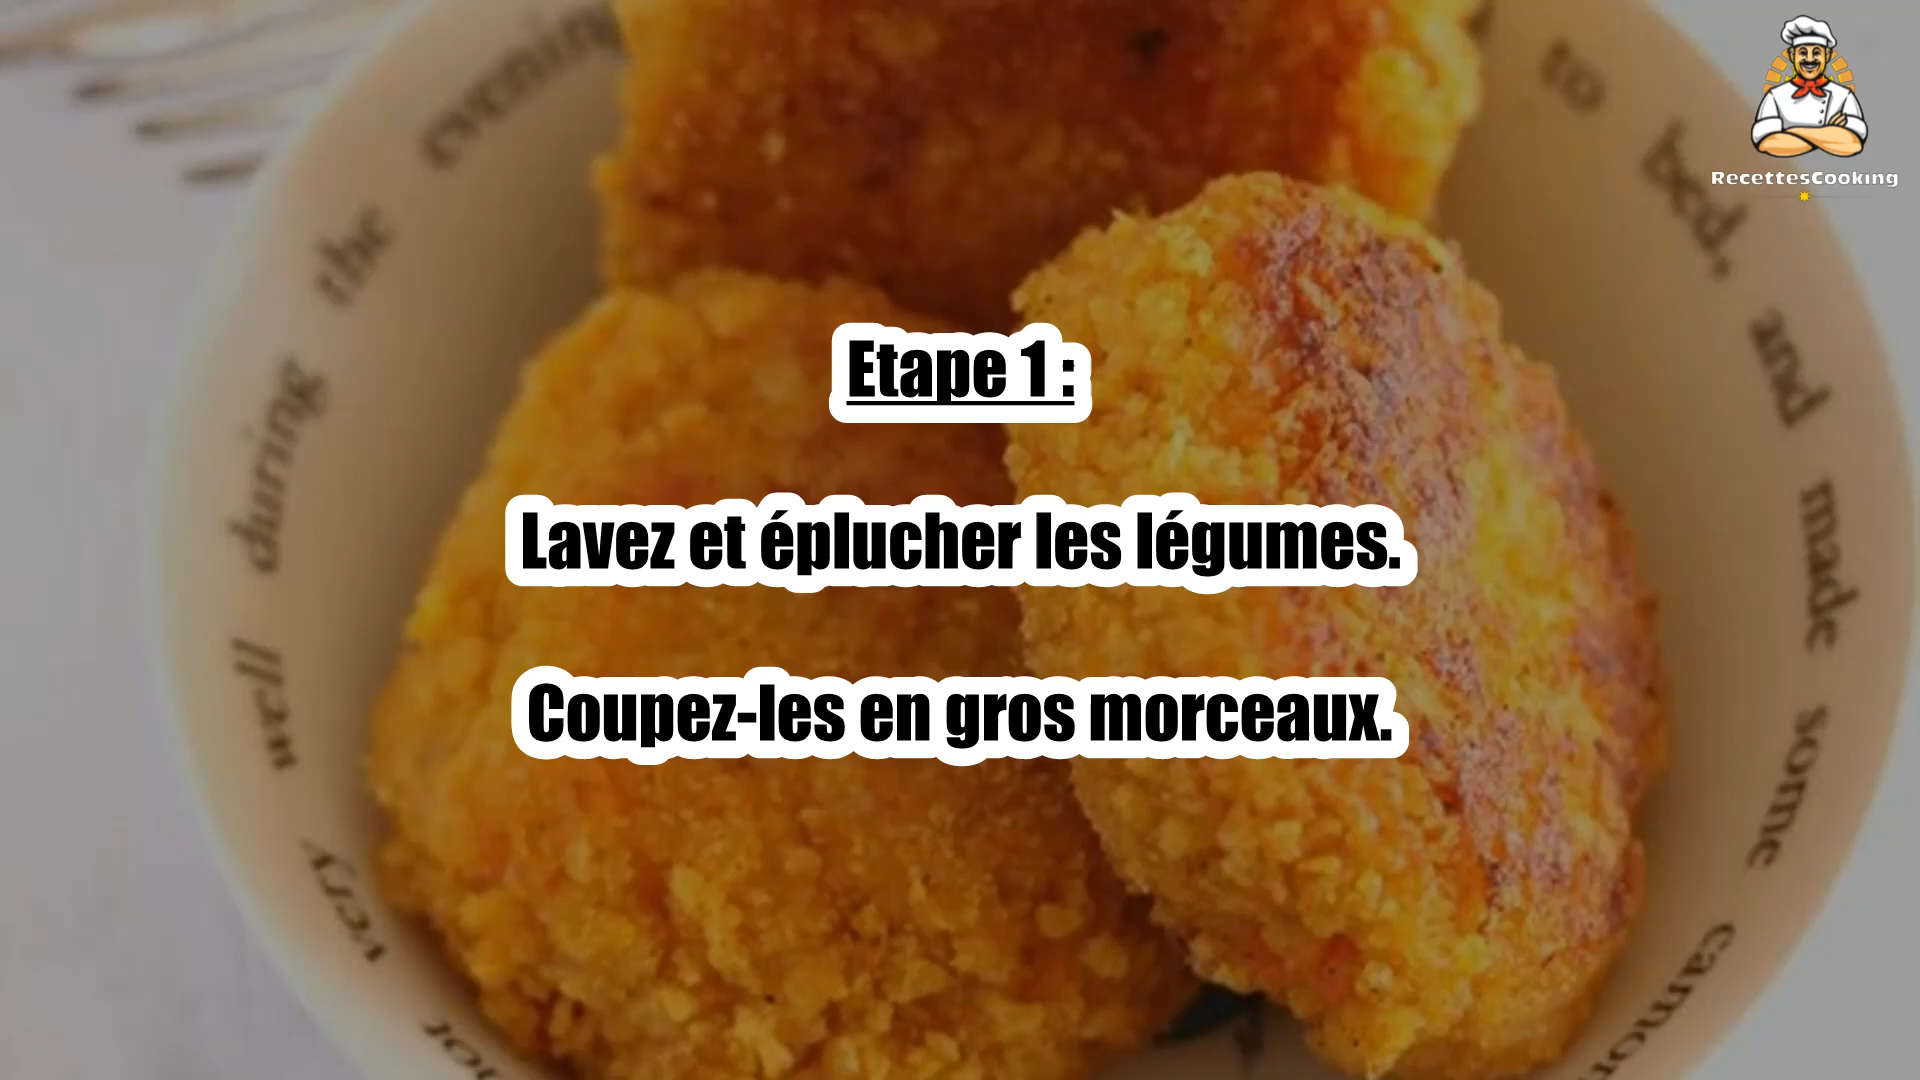 RecettesCooking
Etape 1 :
Lavez et éplucher les légumes.
Coupez-les en gros morceaux.
very well during the evening
to bed, and made some